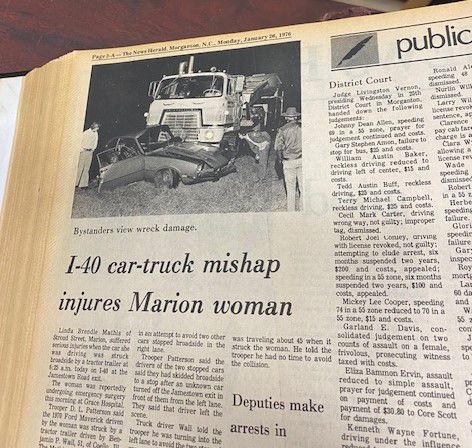 Page 2-A — The News Herald, Morganton, N.C., Monday, January 26, 1976
Bystanders view wreck damage.
I-40 car-truck mishap
injures Marion woman
Linda Brendle Mathis of
Stroud Street, Marion, suffered
serious injuries when the car she
was driving was struck
broadside by a tractor trailer at
6:25 a.m. today on I-40 at the
Jamestown Road exit.
The woman was reportedly
undergoing emergency surgery
this morning at Grace Hospital.
Trooper D. L. Patterson said
the 1970 Ford Maverick driven
by the woman was struck by a
tractor trailer driven by Ben-
jamin P. Wall, 51, of
in an attempt to avoid two other
cars stopped broadside in the
right lane.
Trooper Patterson said the
drivers of the two stopped cars
said they had skidded broadside
to a stop after an unknown car
turned off the Jamestown exit in
front of them from the left lane.
They said that driver left the
scene.
Truck driver Wall told the
trooper he was turning into the
left lane to avoid the
was traveling about 45 when it
struck the woman. He told the
trooper he had no time to avoid
the collision.
Deputies make
arrests in
public
District Court
Judge Livingston Vernon,
presiding Wednesday in 25th
District Court in Morganton,
handed down the following
judgements:
Johnny Dean Allen, speeding
69 in a 55 zone, prayer for
judgement continued and costs.
Gary Stephen Amon, failure to
stop for bus, $25 and costs.
William Austin Baker,
reckless driving reduced to
driving left of center, $15 and
costs.
Tedd Austin Buff, reckless
driving, $25 and costs.
Terry Michael Campbell,
reckless driving, $25 and costs.
Cecil Mark Carter, driving
wrong way, not guilty; improper
tag, dismissed.
Robert Joel Conley, driving
with license revoked, not guilty;
attempting to elude arrest, six
months suspended two years,
$200 and costs, appealed;
speeding in a 55 zone, six months
suspended two years, $100 and
costs, appealed.
Mickey Lee Cooper, speeding
74 in a 55 zone reduced to 70 in a
55 zone, $15 and costs.
Garland E. Davis, con-
solidated judgement on two
counts of assault on a female,
frivolous, prosecuting witness
taxed with costs.
Eliza Bammon Ervin, assault
reduced to simple assault,
prayer for judgement continued
on payment of costs and
payment of $30.80 to Core Scott
for damages.
Kenneth Wayne Fortune,
driving under the influence
Ronald
speeding
dismissed.
Nurtin
dismissed.
Larry
license
sentence,
Clarence
pay cab
charge is
Clara
allowing a
license
Wade
speeding
dismissed
Robert
in a 55
Herbe
speeding